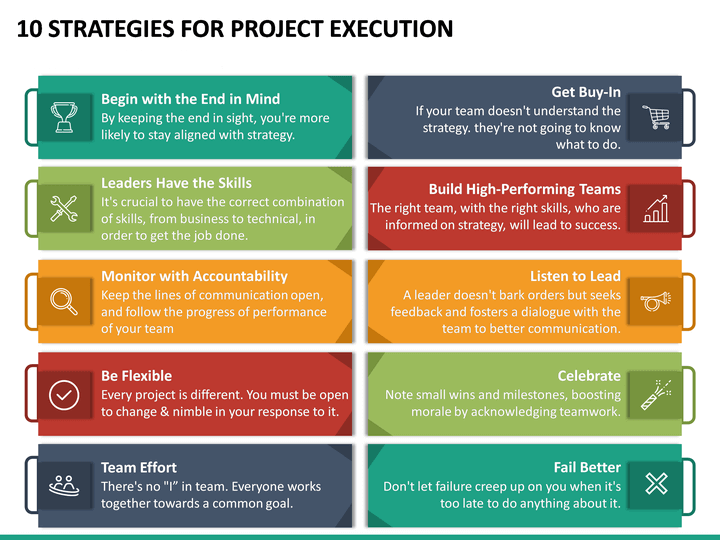 10 STRATEGIES FOR PROJECT EXECUTION
Begin with the End in Mind
By keeping the end in sight, you're more
likely to stay aligned with strategy.
Get Buy-In
If your team doesn't understand the
strategy. they're not going to know
what to do.
Leaders Have the Skills
It's crucial to have the correct combination
of skills, from business to technical, in
order to get the job done.
Build High-Performing Teams
The right team, with the right skills, who are
informed on strategy, will lead to success.
Monitor with Accountability
Keep the lines of communication open,
and follow the progress of performance
of your team
Listen to Lead
A leader doesn't bark orders but seeks
feedback and fosters a dialogue with the
team to better communication.
Be Flexible
Every project is different. You must be open
to change & nimble in your response to it.
Celebrate
Note small wins and milestones, boosting
morale by acknowledging teamwork.
Team Effort
There's no "I” in team. Everyone works
together towards a common goal.
Fail Better
Don't let failure creep up on you when it's
too late to do anything about it.